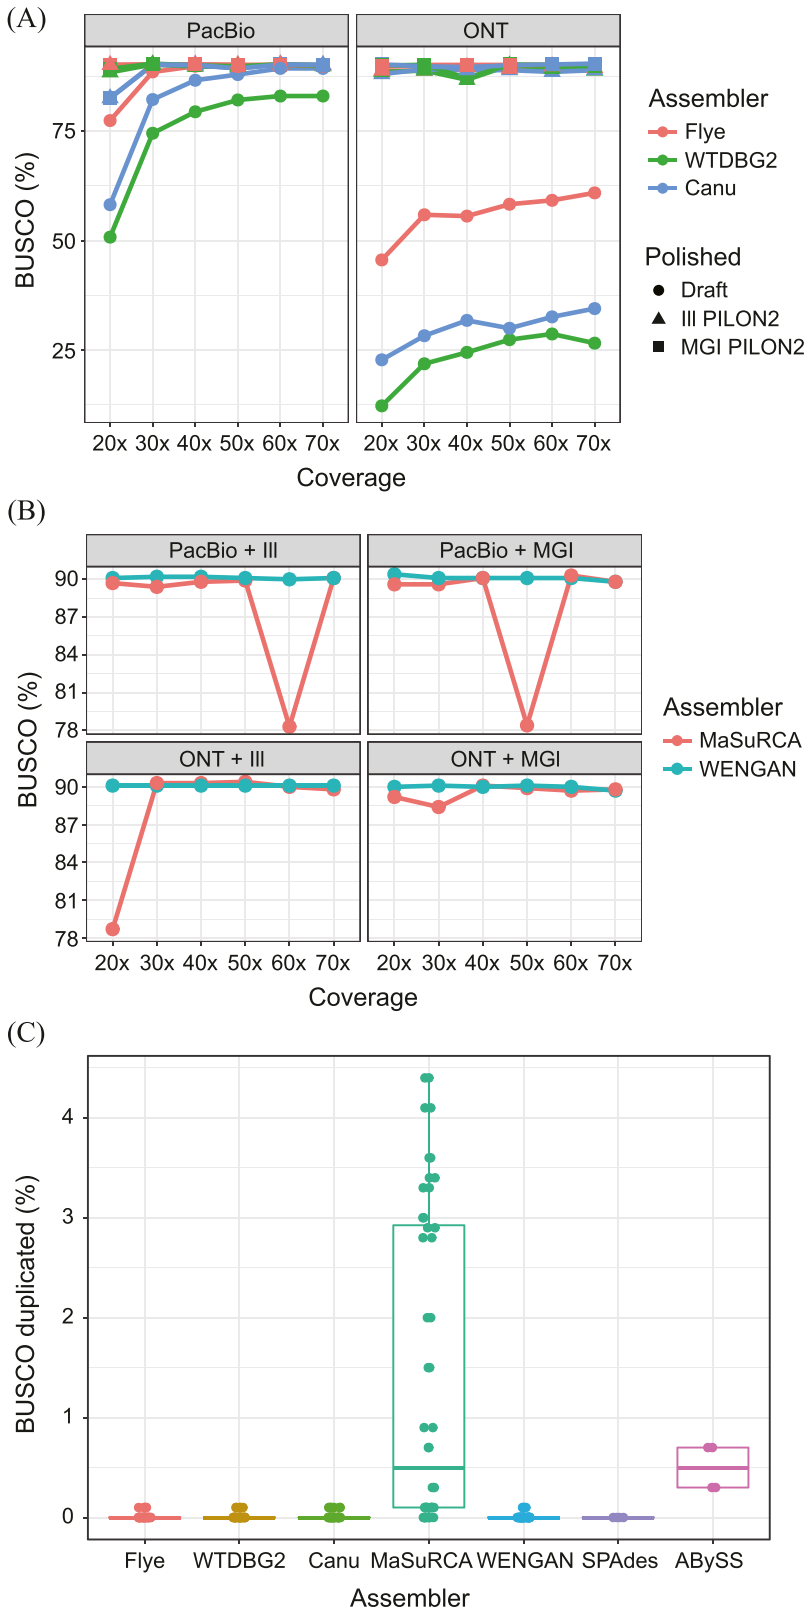 (A)
PacBio
ONT
75
50
25
BUSCO (%)
20x 30x 40x 50x 60x 70x
20x 30x 40x 50x 60x 70x
Coverage
Assembler
Flye
WTDBG2
Canu
Polished
Draft
Ill PILON2
MGI PILON2
(B)
PacBio + Ill
PacBio + MGI
90
87
84
81
78
ONT + Ill
ONT + MGI
90
87
84
81
78
BUSCO (%)
20x 30x 40x 50x 60x 70x
20x 30x 40x 50x 60x 70x
Coverage
Assembler
MaSuRCA
WENGAN
(C)
4
3
2
1
0
BUSCO duplicated (%)
Flye WTDBG2 Canu MaSuRCA WENGAN SPAdes ABySS
Assembler